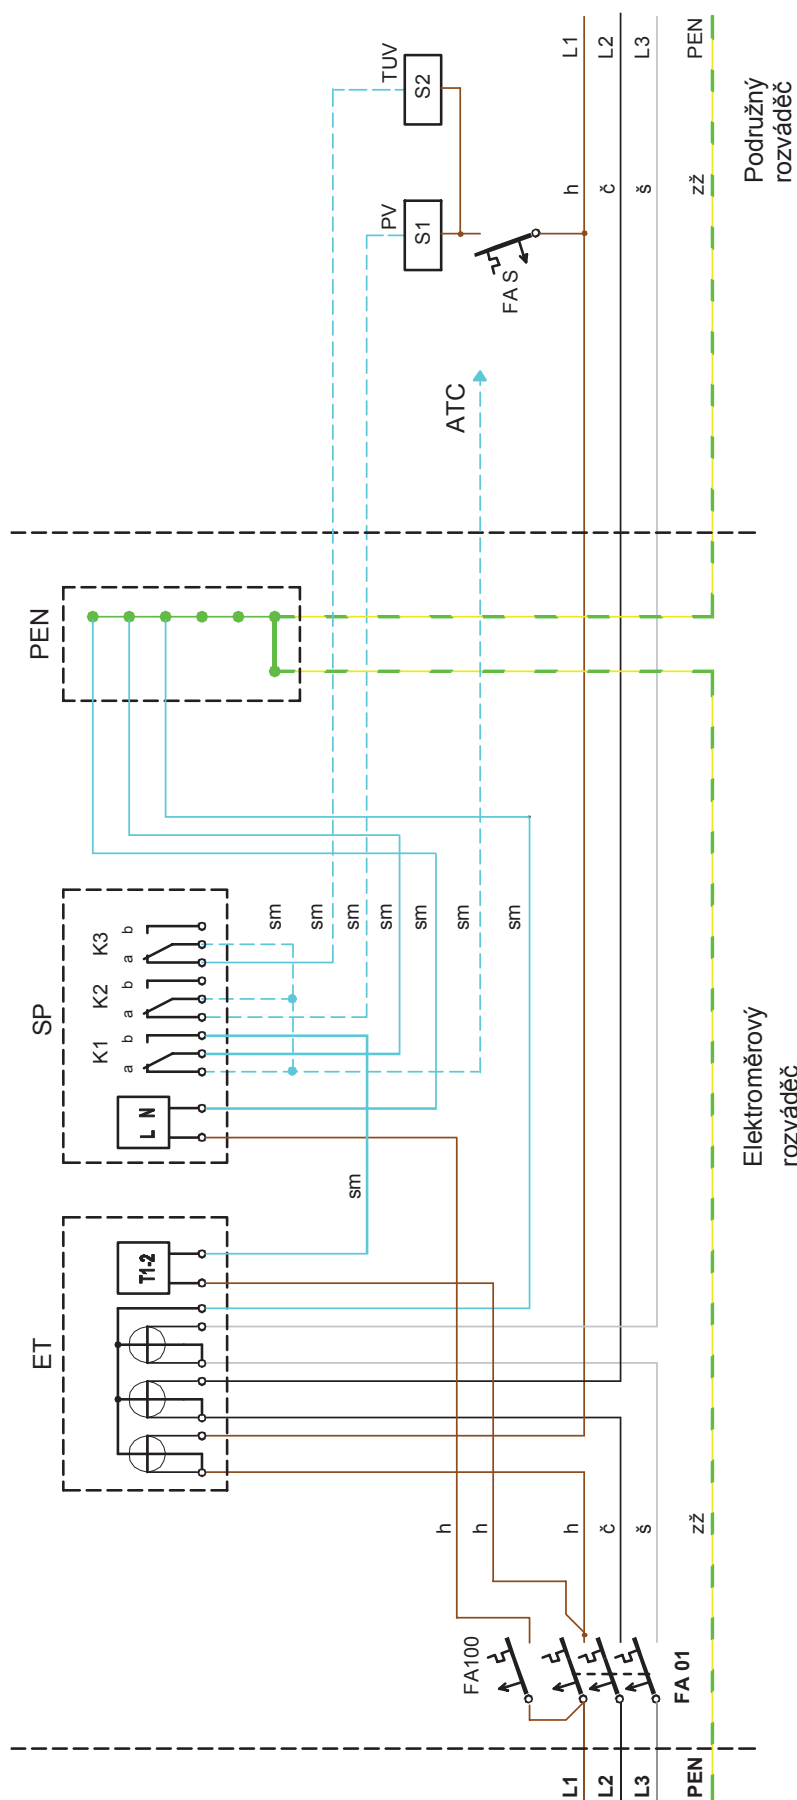 TUV
S2
PV
S1
FA S
ATC
L1
L2
L3
PEN
h
č
š
zž
Podružný
rozváděč
PEN
SP
K3
a
b
K2
a
b
K1
a
b
L N
sm
sm
sm
sm
sm
sm
sm
sm
Elektroměrový
rozváděč
ET
T1-2
h
h
h
č
š
zž
FA100
FA 01
L1
L2
L3
PEN